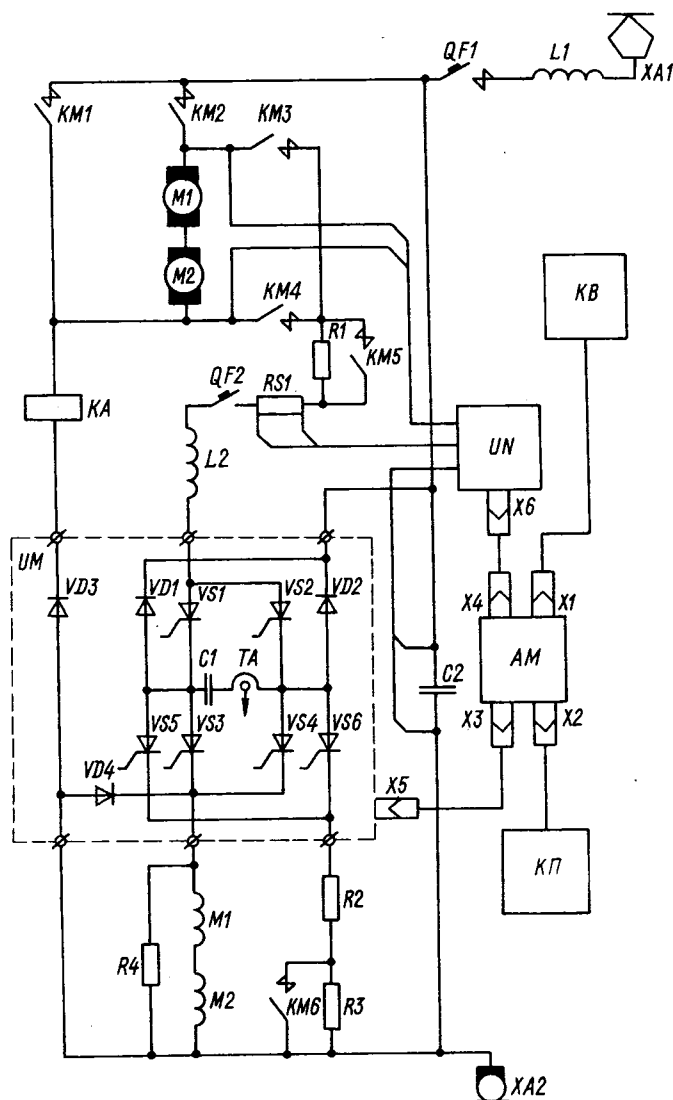 QF1
L1
XA1
KM1
KM2
KM3
M1
M2
KM4
R1
KM5
KB
QF2
RS1
KA
L2
UN
X6
UM
VD3
VD1
VS1
VS2
VD2
X4
X1
C1
TA
C2
AM
VS5
VS3
VS4
VS6
X3
X2
VD4
X5
КП
R2
M1
R4
M2
KM6
R3
XA2